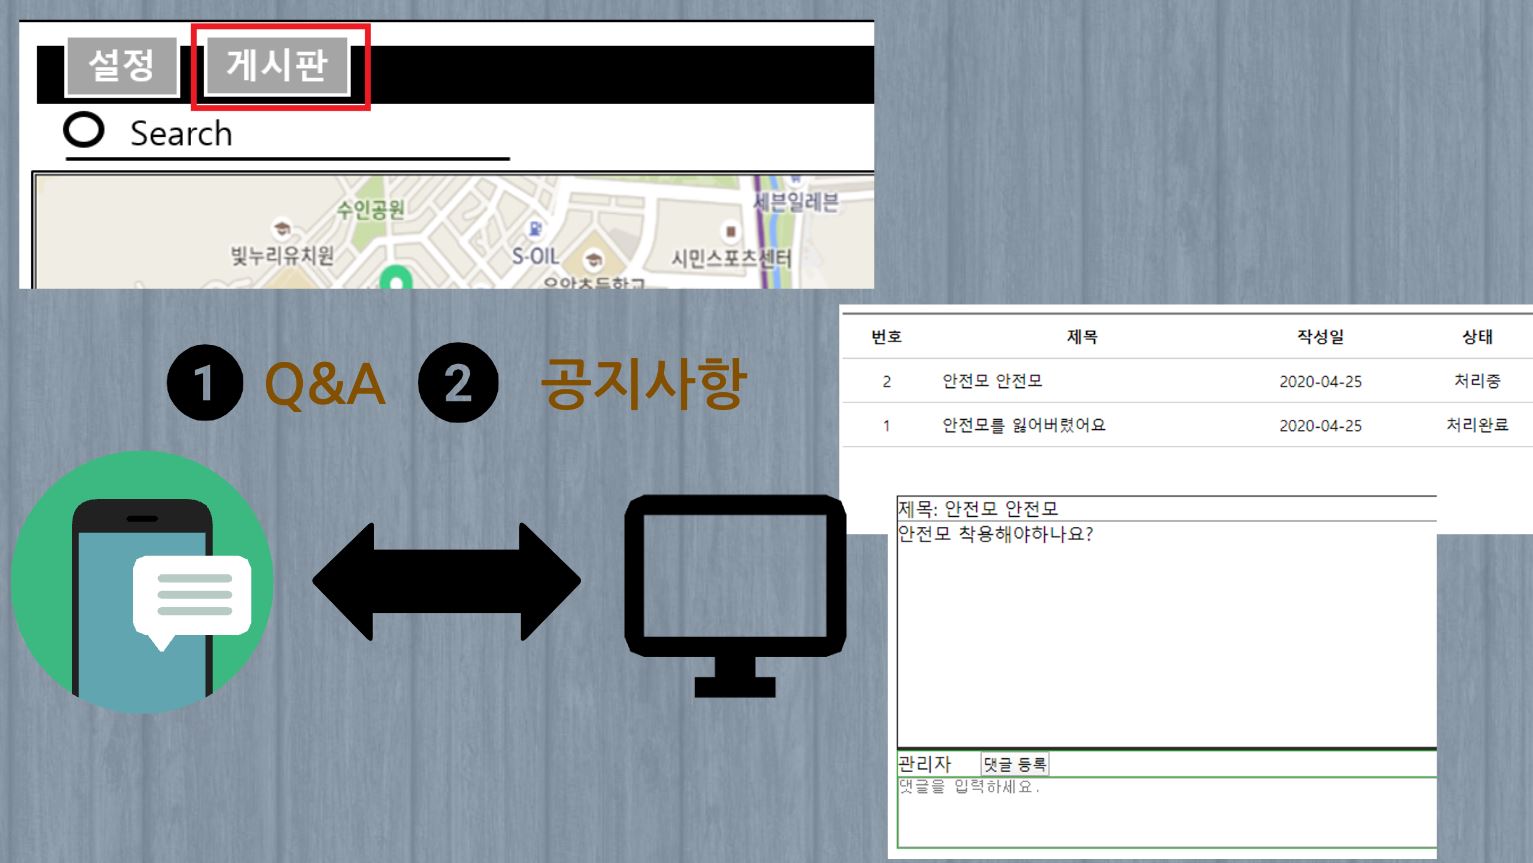 설정 게시판
Search
수인공원
세븐일레븐
빛누리유치원
S-OIL
시민스포츠센터
1 Q&A 2 공지사항
번호 제목 작성일 상태
2 안전모 안전모 2020-04-25 처리중
1 안전모를 잃어버렸어요 2020-04-25 처리완료
제목: 안전모 안전모
안전모 착용해야하나요?
관리자 댓글 등록
댓글을 입력하세요.